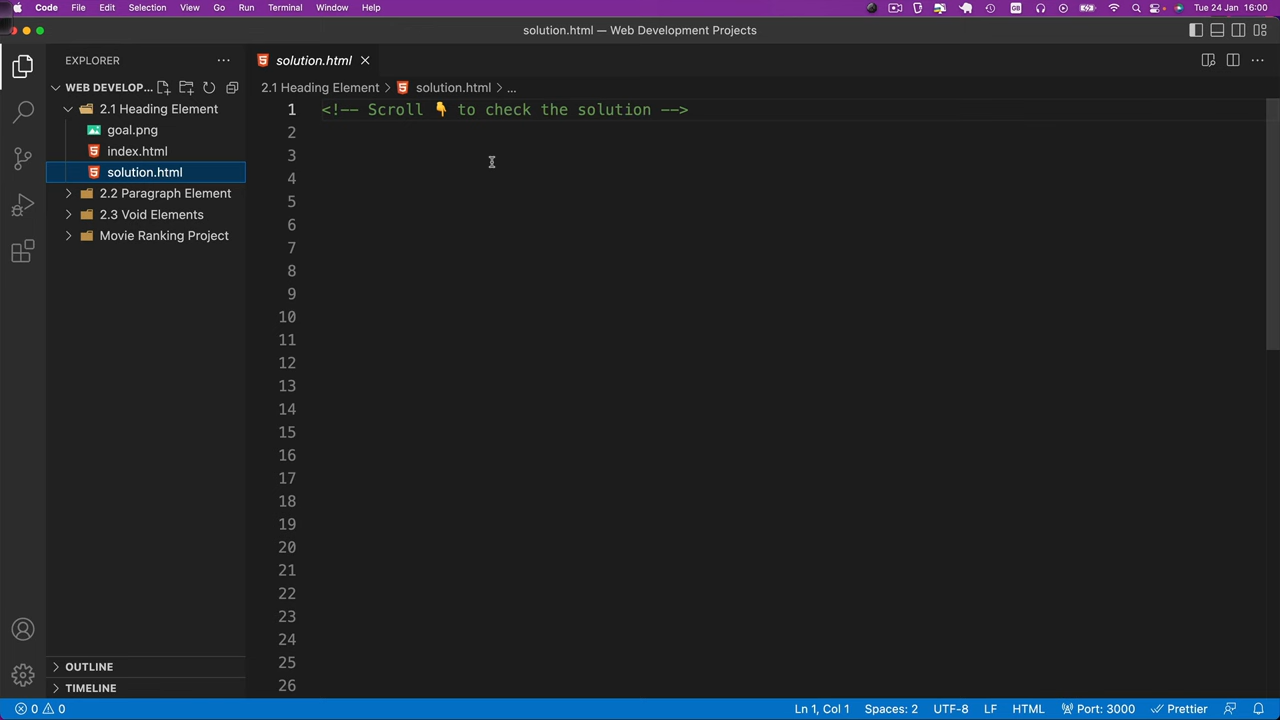 Code File Edit Selection View Go Run Terminal Window Help GB Tue 24 Jan 16:00
solution.html — Web Development Projects
EXPLORER
solution.html
WEB DEVELOP...
2.1 Heading Element > solution.html > ...
2.1 Heading Element
goal.png
index.html
solution.html
2.2 Paragraph Element
2.3 Void Elements
Movie Ranking Project
1 <!-- Scroll 👇 to check the solution -->
2
3
4
5
6
7
8
9
10
11
12
13
14
15
16
17
18
19
20
21
22
23
24
25
26
OUTLINE
TIMELINE
0 0 Ln 1, Col 1 Spaces: 2 UTF-8 LF HTML Port: 3000 Prettier